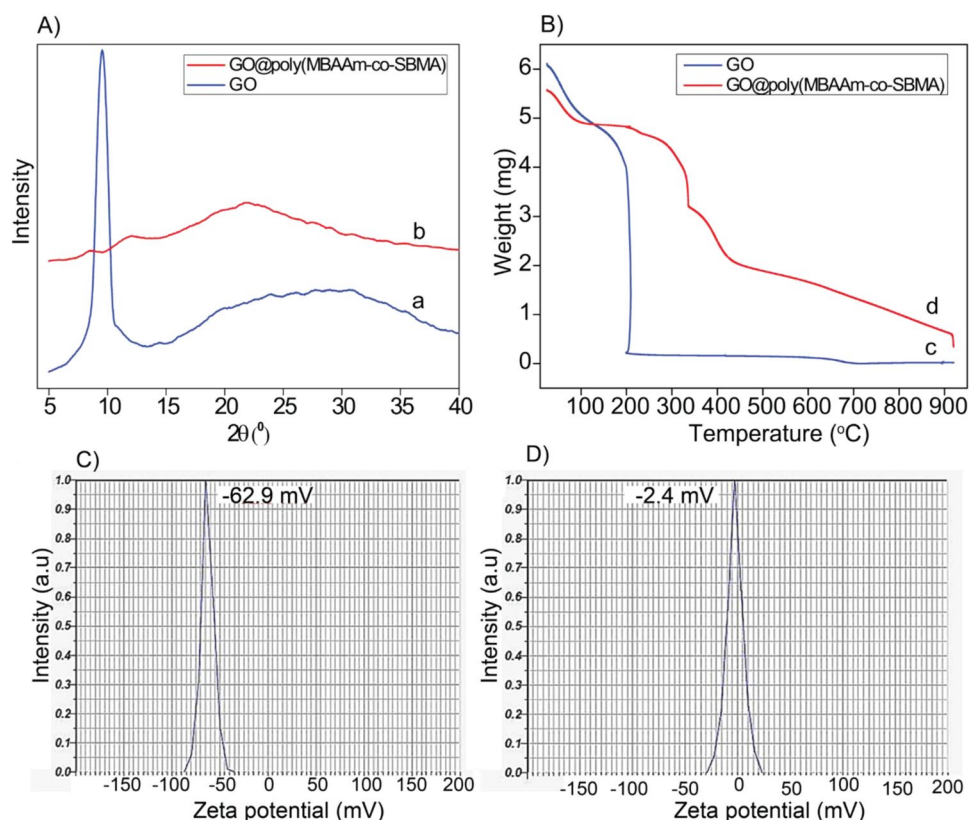 A)
GO@poly(MBAAm-co-SBMA)
GO
b
a
Intensity
5 10 15 20 25 30 35 40
2θ(⁰)
B)
GO
GO@poly(MBAAm-co-SBMA)
6
5
4
3
2
1
0
Weight (mg)
d
c
100 200 300 400 500 600 700 800 900
Temperature (°C)
C)
-62.9 mV
1.0
0.9
0.8
0.7
0.6
0.5
0.4
0.3
0.2
0.1
0.0
Intensity (a.u)
-150 -100 -50 0 50 100 150 200
Zeta potential (mV)
D)
-2.4 mV
1.0
0.9
0.8
0.7
0.6
0.5
0.4
0.3
0.2
0.1
0.0
Intensity (a.u)
-150 -100 -50 0 50 100 150 200
Zeta potential (mV)